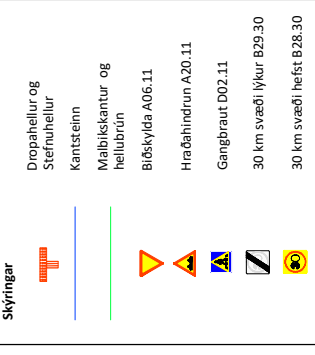 Skýringar
Dropahellur og
Stefnuhellur
Kantsteinn
Malbikskantur og
hellubrún
Biðskylda A06.11
Hraðahindrun A20.11
Gangbraut D02.11
30 km svæði lýkur B29.30
30 km svæði hefst B28.30